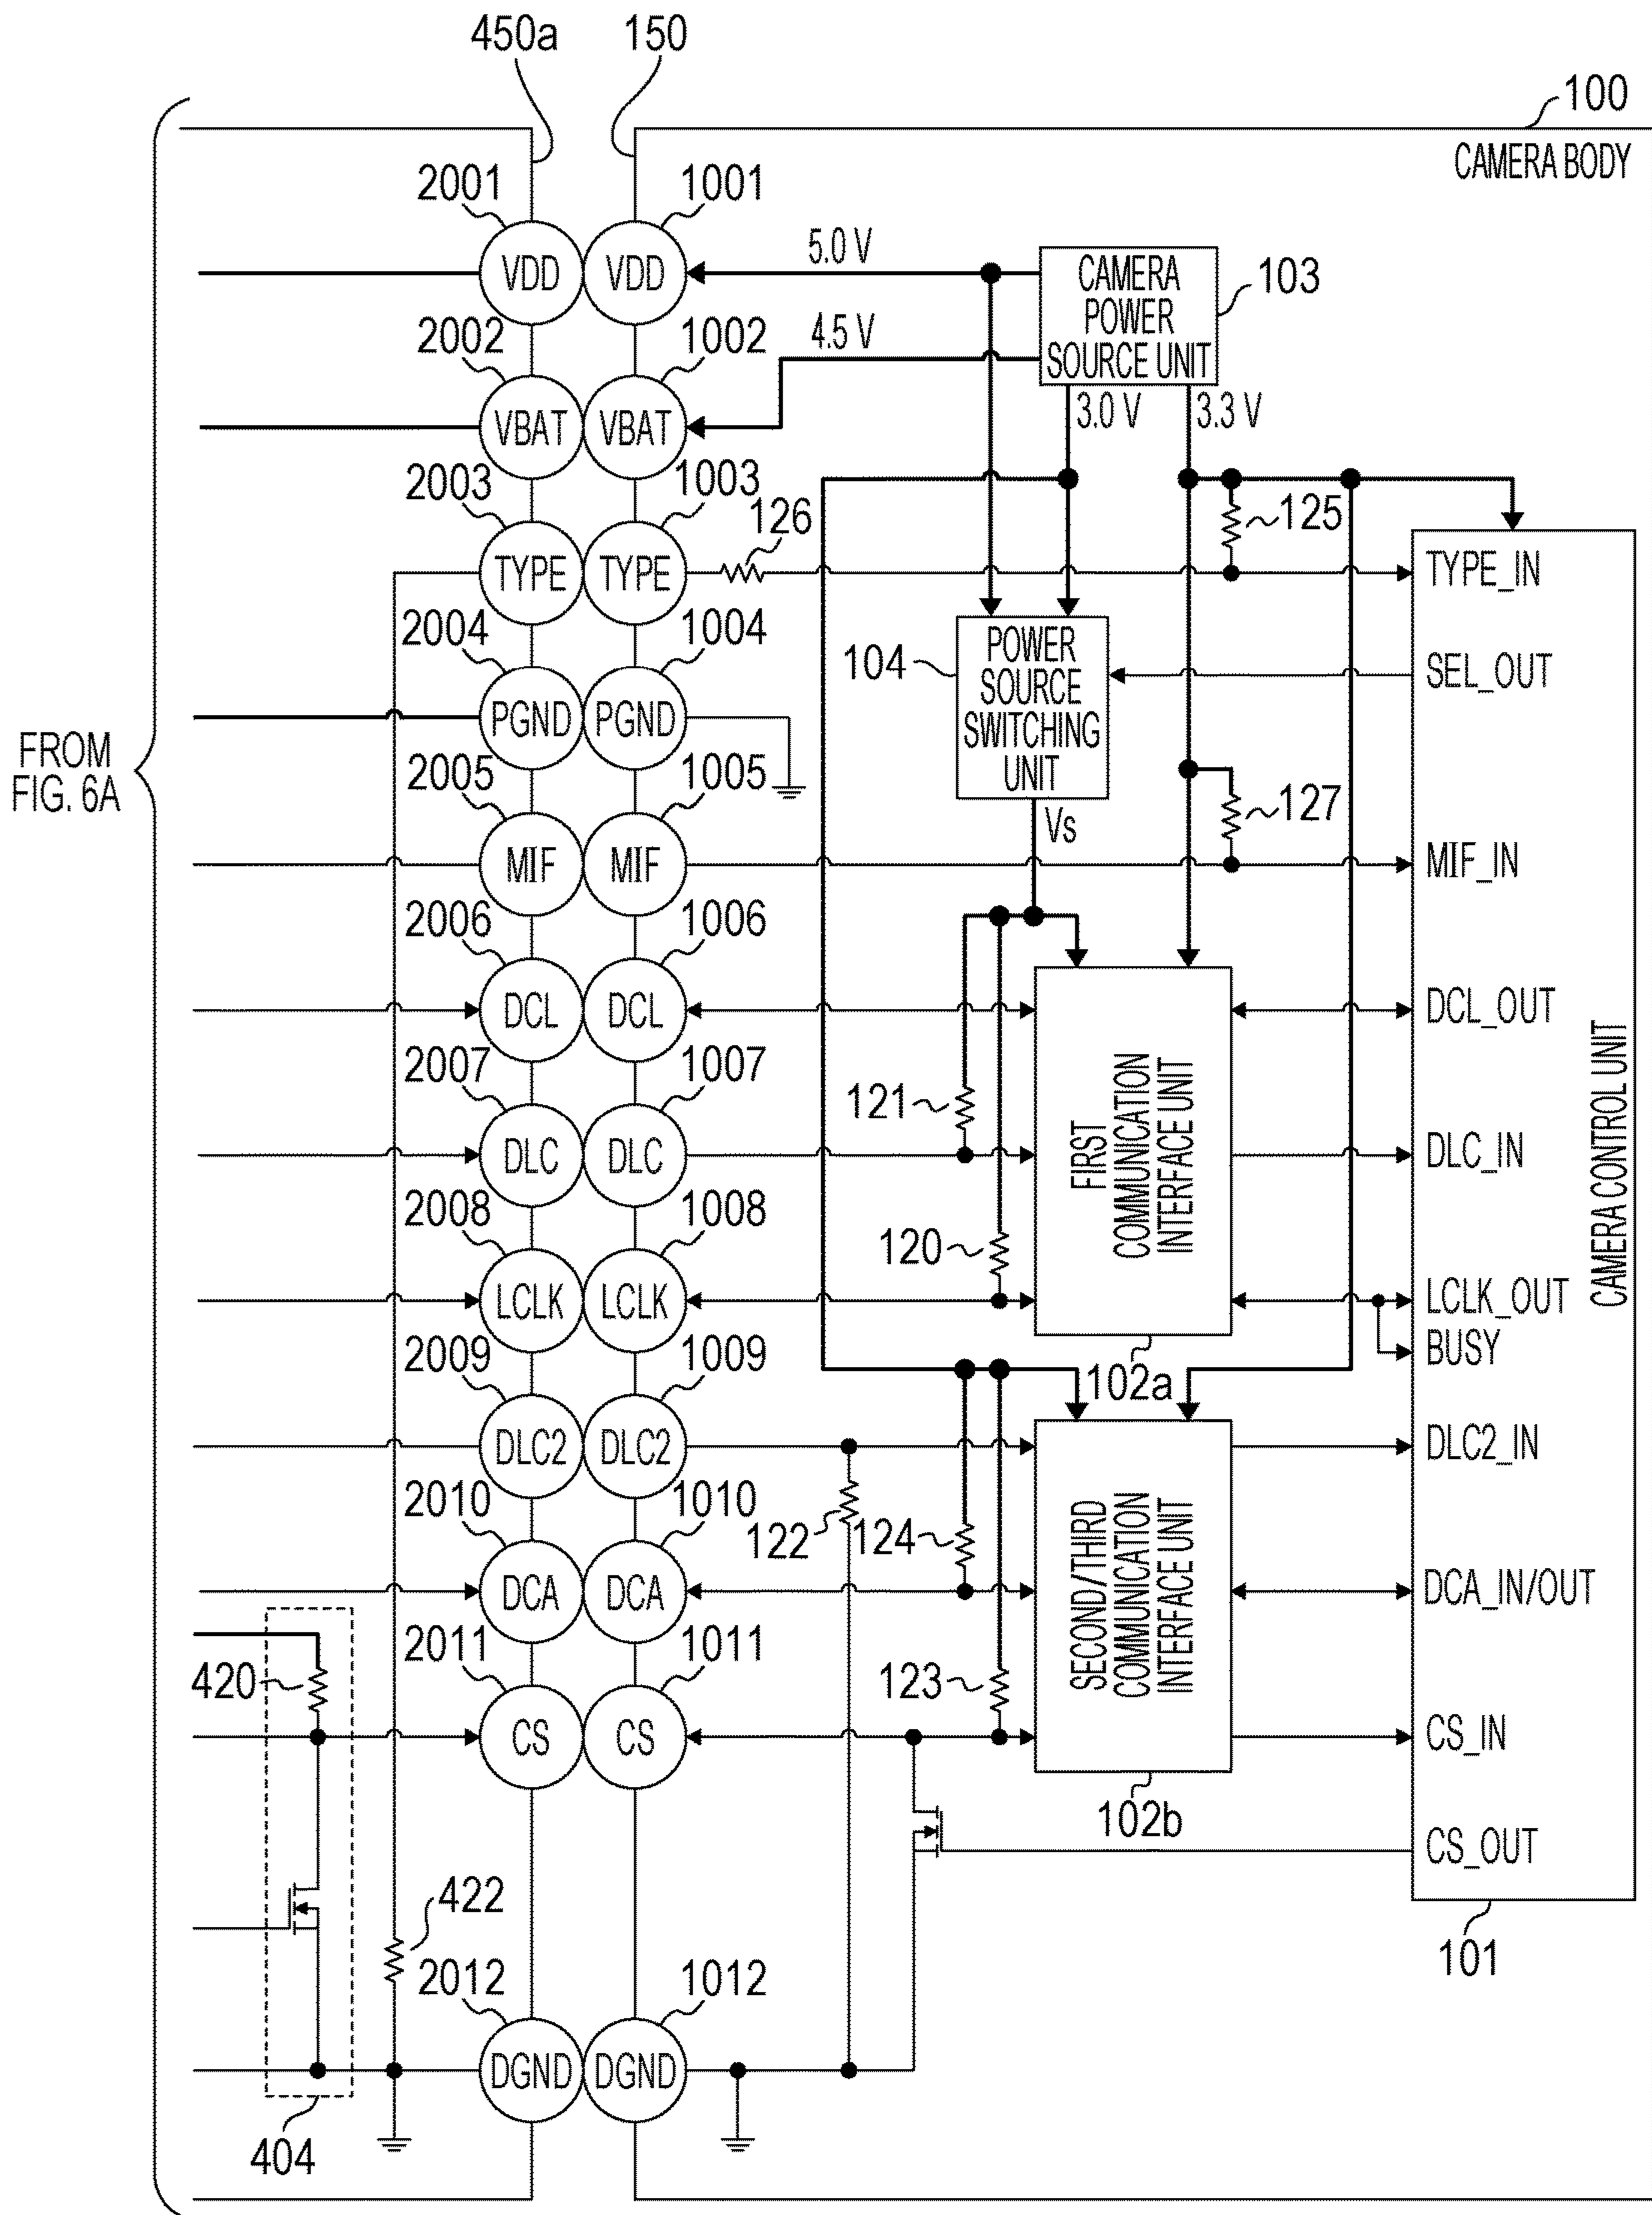 450a 150
100
CAMERA BODY
2001 1001
VDD VDD
5.0 V
CAMERA
POWER
SOURCE UNIT
103
2002 1002
VBAT VBAT
4.5 V
3.0 V 3.3 V
2003 1003
126
125
TYPE TYPE
TYPE_IN
2004 1004
104
POWER
SOURCE
SWITCHING
UNIT
SEL_OUT
PGND PGND
FROM
FIG. 6A
2005 1005
Vs
127
MIF MIF
MIF_IN
2006 1006
DCL DCL
DCL_OUT
2007 1007
121
FIRST
COMMUNICATION
INTERFACE UNIT
CAMERA CONTROL UNIT
DLC DLC
DLC_IN
2008 1008
120
LCLK LCLK
LCLK_OUT
BUSY
2009 1009
102a
DLC2 DLC2
DLC2_IN
2010 1010
122
124
SECOND/THIRD
COMMUNICATION
INTERFACE UNIT
DCA DCA
DCA_IN/OUT
2011 1011
420
123
CS CS
CS_IN
102b
CS_OUT
422
101
2012 1012
DGND DGND
404